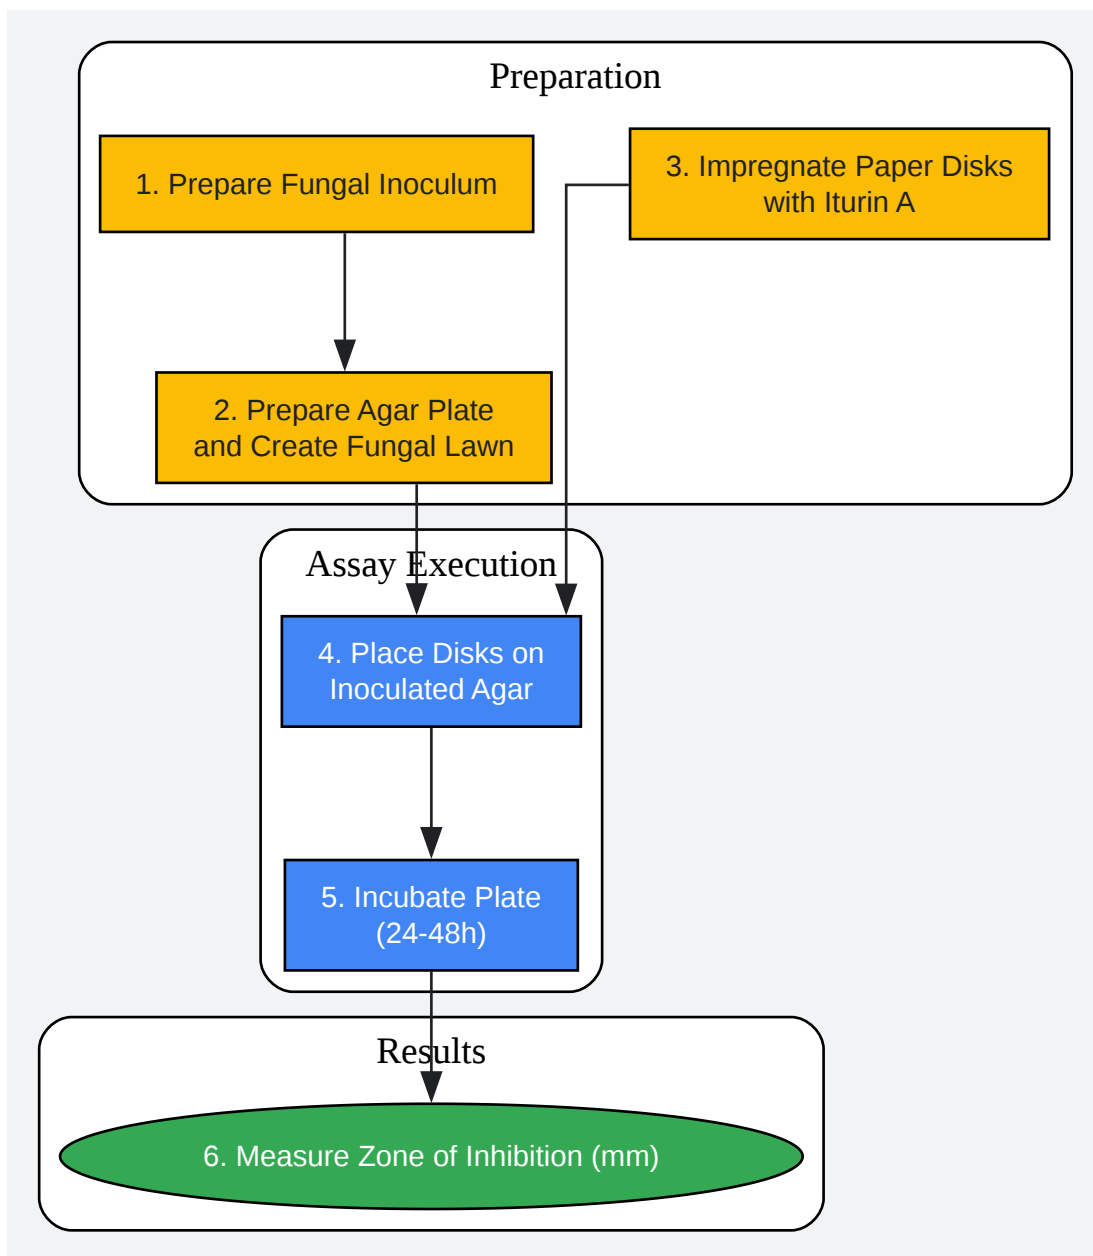 Preparation
1. Prepare Fungal Inoculum
3. Impregnate Paper Disks
with Iturin A
2. Prepare Agar Plate
and Create Fungal Lawn
Assay Execution
4. Place Disks on
Inoculated Agar
5. Incubate Plate
(24-48h)
Results
6. Measure Zone of Inhibition (mm)